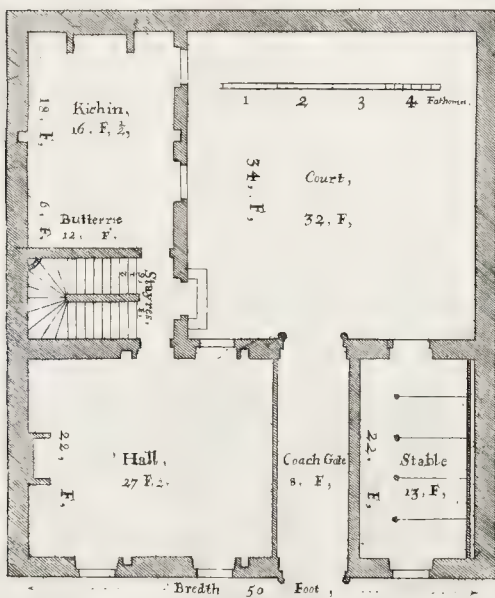 Kichin,
16. F, ½,
18. F,
6. F.
Butterrie
12. F.
Stayres,
1 2 3 4 Fathoms.
Court,
32. F,
34, F,
Hall,
27 F. 2.
22, F,
Coach Gate
8. F,
Stable
13. F,
22, F,
Bredth 50 Foot,